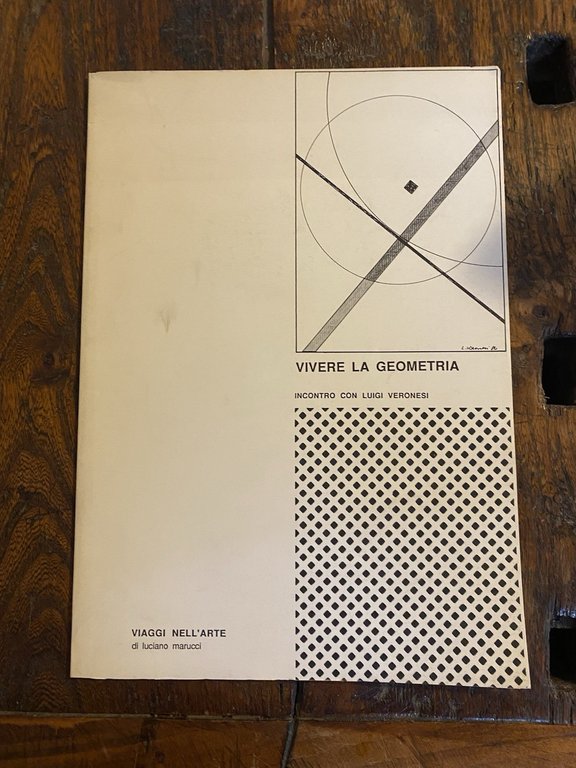 VIVERE LA GEOMETRIA
INCONTRO CON LUIGI VERONESI
VIAGGI NELL'ARTE
di luciano marucci